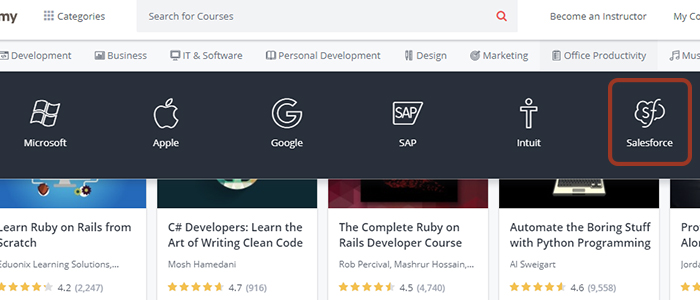 my Categories Search for Courses Become an Instructor My Co
Development Business IT & Software Personal Development Design Marketing Office Productivity Mus
SAP Sf
Microsoft Apple Google SAP Intuit Salesforce
Learn Ruby on Rails from
Scratch
Eduonix Learning Solutions,...
4.2 (2,247)
C# Developers: Learn the
Art of Writing Clean Code
Mosh Hamedani
4.7 (916)
The Complete Ruby on
Rails Developer Course
Rob Percival, Mashrur Hossain,...
4.5 (4,740)
Automate the Boring Stuff
with Python Programming
Al Sweigart
4.6 (9,558)
Pro
Alon
Jorda